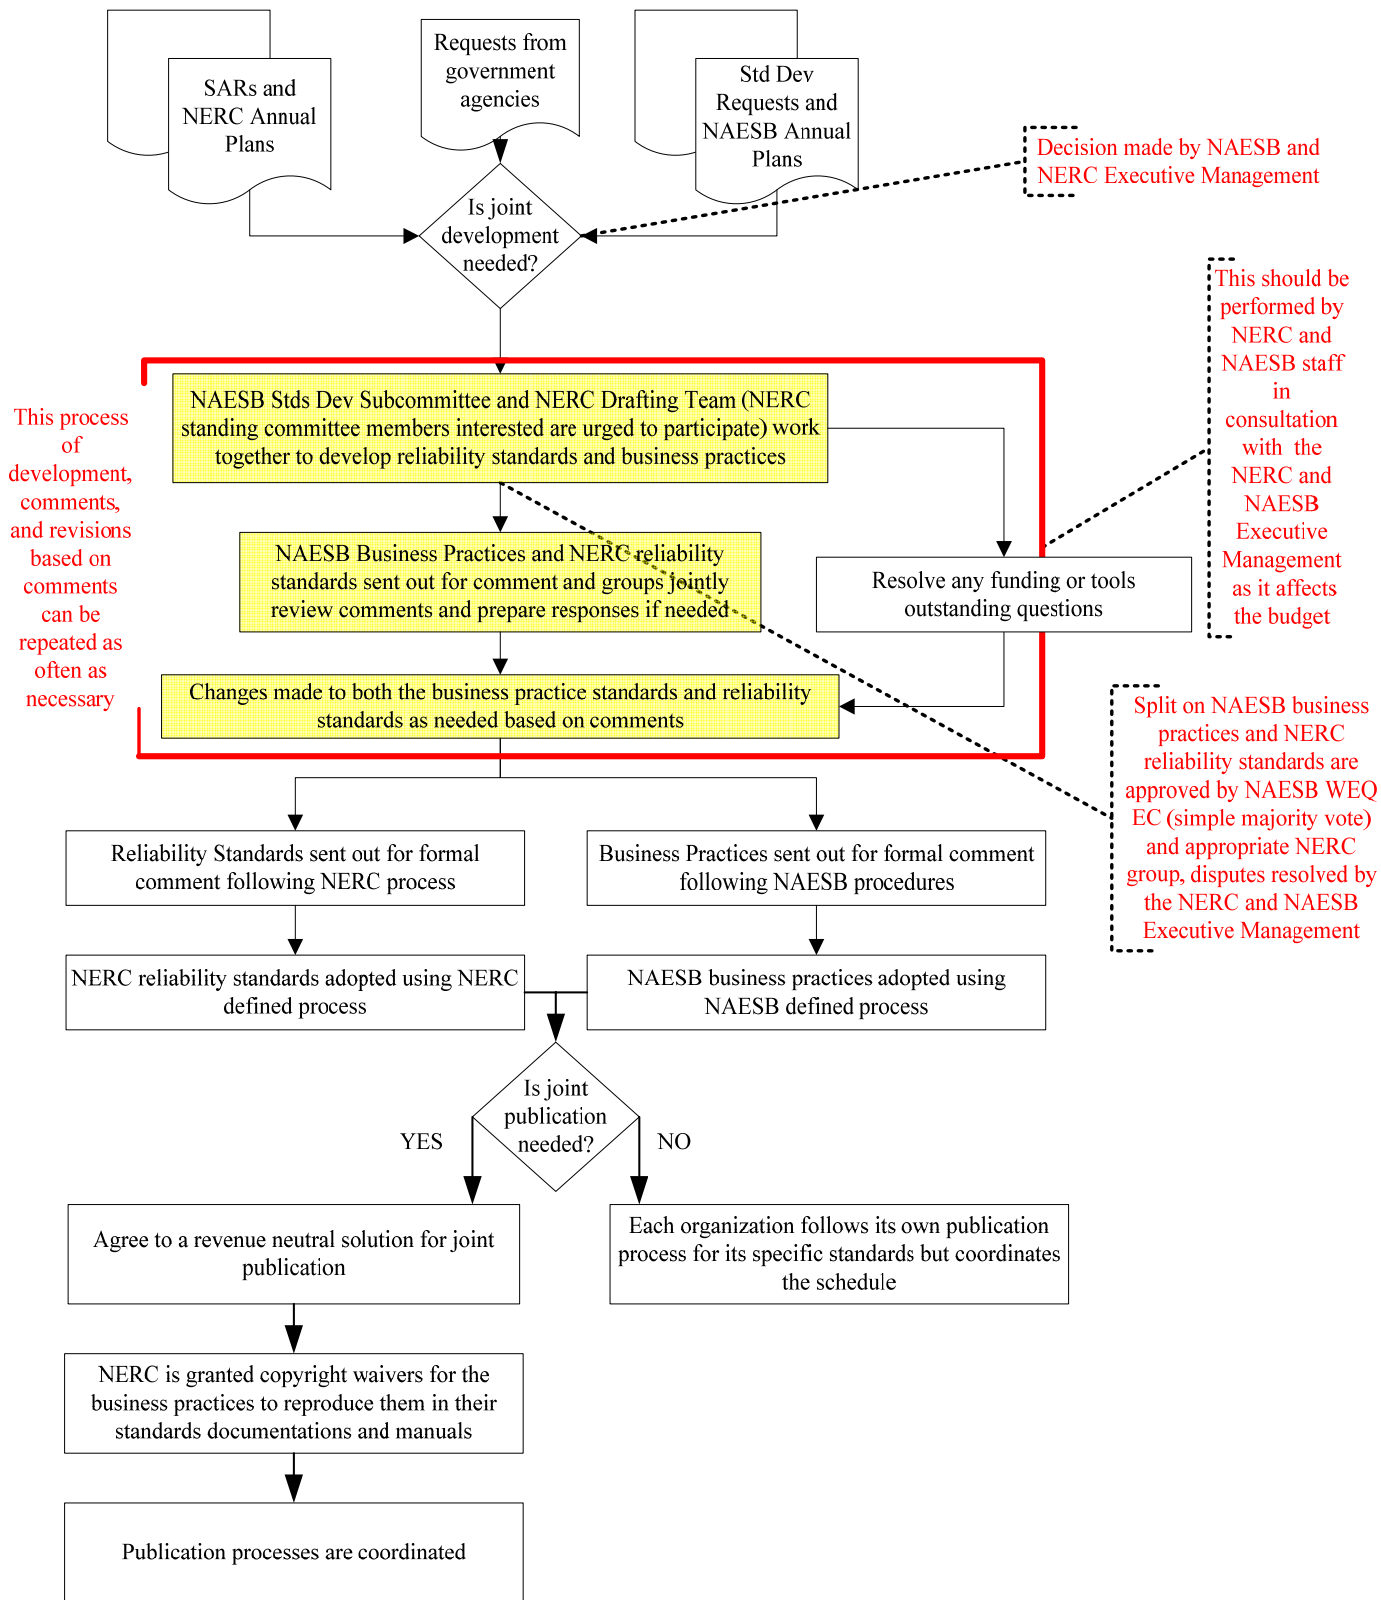 SARs and
NERC Annual
Plans
Requests from
government
agencies
Std Dev
Requests and
NAESB Annual
Plans
Decision made by NAESB and
NERC Executive Management
Is joint
development
needed?
This should be
performed by
NERC and
NAESB staff
in
consultation
with the
NERC and
NAESB
Executive
Management
as it affects
the budget
This process
of
development,
comments,
and revisions
based on
comments
can be
repeated as
often as
necessary
NAESB Stds Dev Subcommittee and NERC Drafting Team (NERC
standing committee members interested are urged to participate) work
together to develop reliability standards and business practices
NAESB Business Practices and NERC reliability
standards sent out for comment and groups jointly
review comments and prepare responses if needed
Resolve any funding or tools
outstanding questions
Changes made to both the business practice standards and reliability
standards as needed based on comments
Split on NAESB business
practices and NERC
reliability standards are
approved by NAESB WEQ
EC (simple majority vote)
and appropriate NERC
group, disputes resolved by
the NERC and NAESB
Executive Management
Reliability Standards sent out for formal
comment following NERC process
Business Practices sent out for formal comment
following NAESB procedures
NERC reliability standards adopted using NERC
defined process
NAESB business practices adopted using
NAESB defined process
Is joint
publication
needed?
YES
NO
Agree to a revenue neutral solution for joint
publication
Each organization follows its own publication
process for its specific standards but coordinates
the schedule
NERC is granted copyright waivers for the
business practices to reproduce them in their
standards documentations and manuals
Publication processes are coordinated